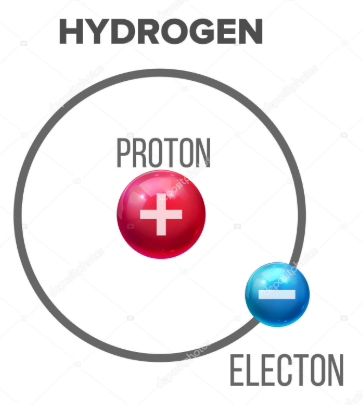 HYDROGEN
PROTON
+
−
ELECTON